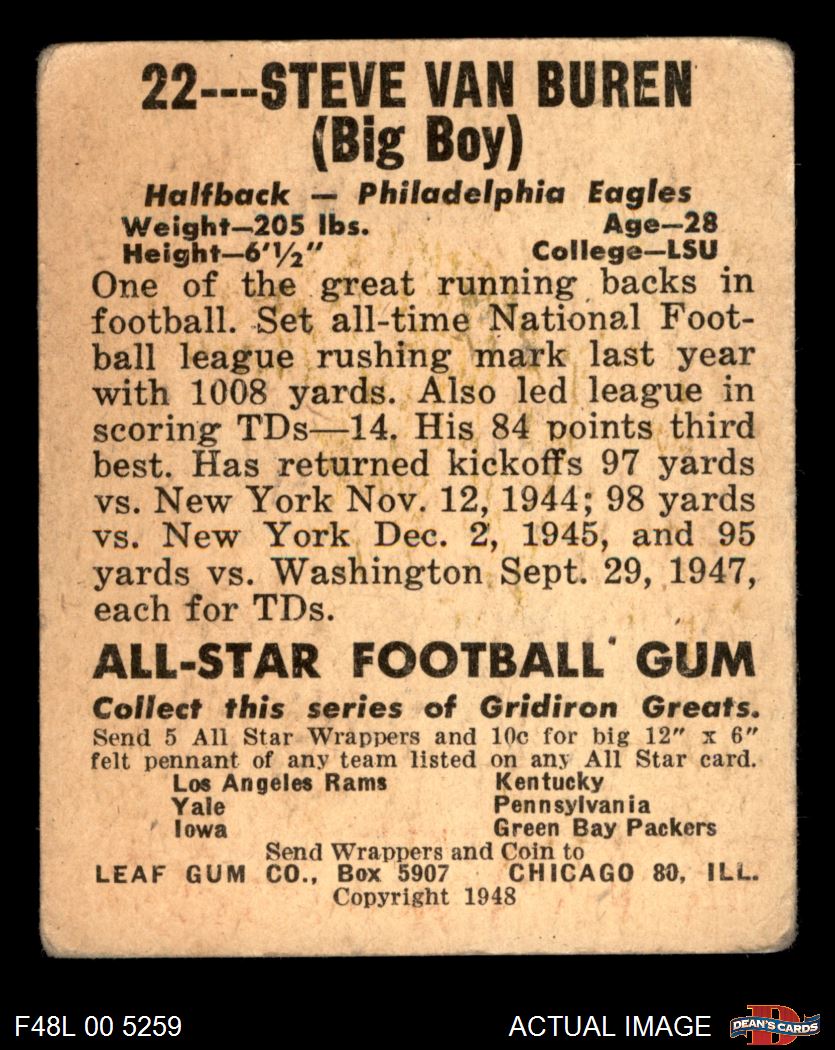 22---STEVE VAN BUREN
(Big Boy)
Halfback — Philadelphia Eagles
Weight—205 lbs. Age—28
Height—6'½" College—LSU
One of the great running backs in
football. Set all-time National Foot-
ball league rushing mark last year
with 1008 yards. Also led league in
scoring TDs—14. His 84 points third
best. Has returned kickoffs 97 yards
vs. New York Nov. 12, 1944; 98 yards
vs. New York Dec. 2, 1945, and 95
yards vs. Washington Sept. 29, 1947,
each for TDs.
ALL-STAR FOOTBALL GUM
Collect this series of Gridiron Greats.
Send 5 All Star Wrappers and 10c for big 12" x 6"
felt pennant of any team listed on any All Star card.
Los Angeles Rams Kentucky
Yale Pennsylvania
Iowa Green Bay Packers
Send Wrappers and Coin to
LEAF GUM CO., Box 5907 CHICAGO 80, ILL.
Copyright 1948
F48L 00 5259 ACTUAL IMAGE D DEAN'S CARDS